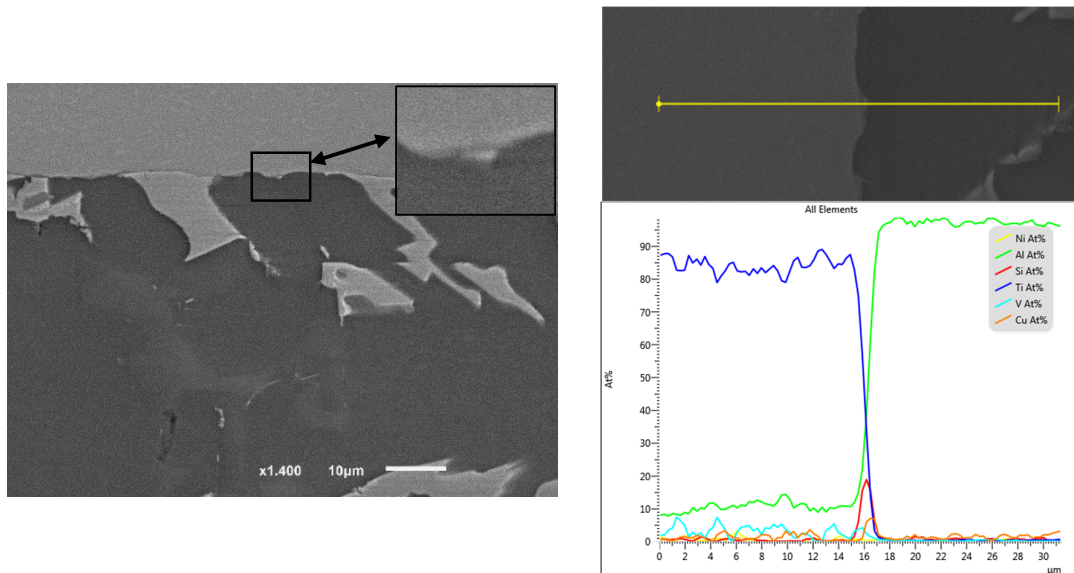 x1.400 10µm
All Elements
Ni At%
Al At%
Si At%
Ti At%
V At%
Cu At%
At%
90
80
70
60
50
40
30
20
10
0
0 2 4 6 8 10 12 14 16 18 20 22 24 26 28 30
µm